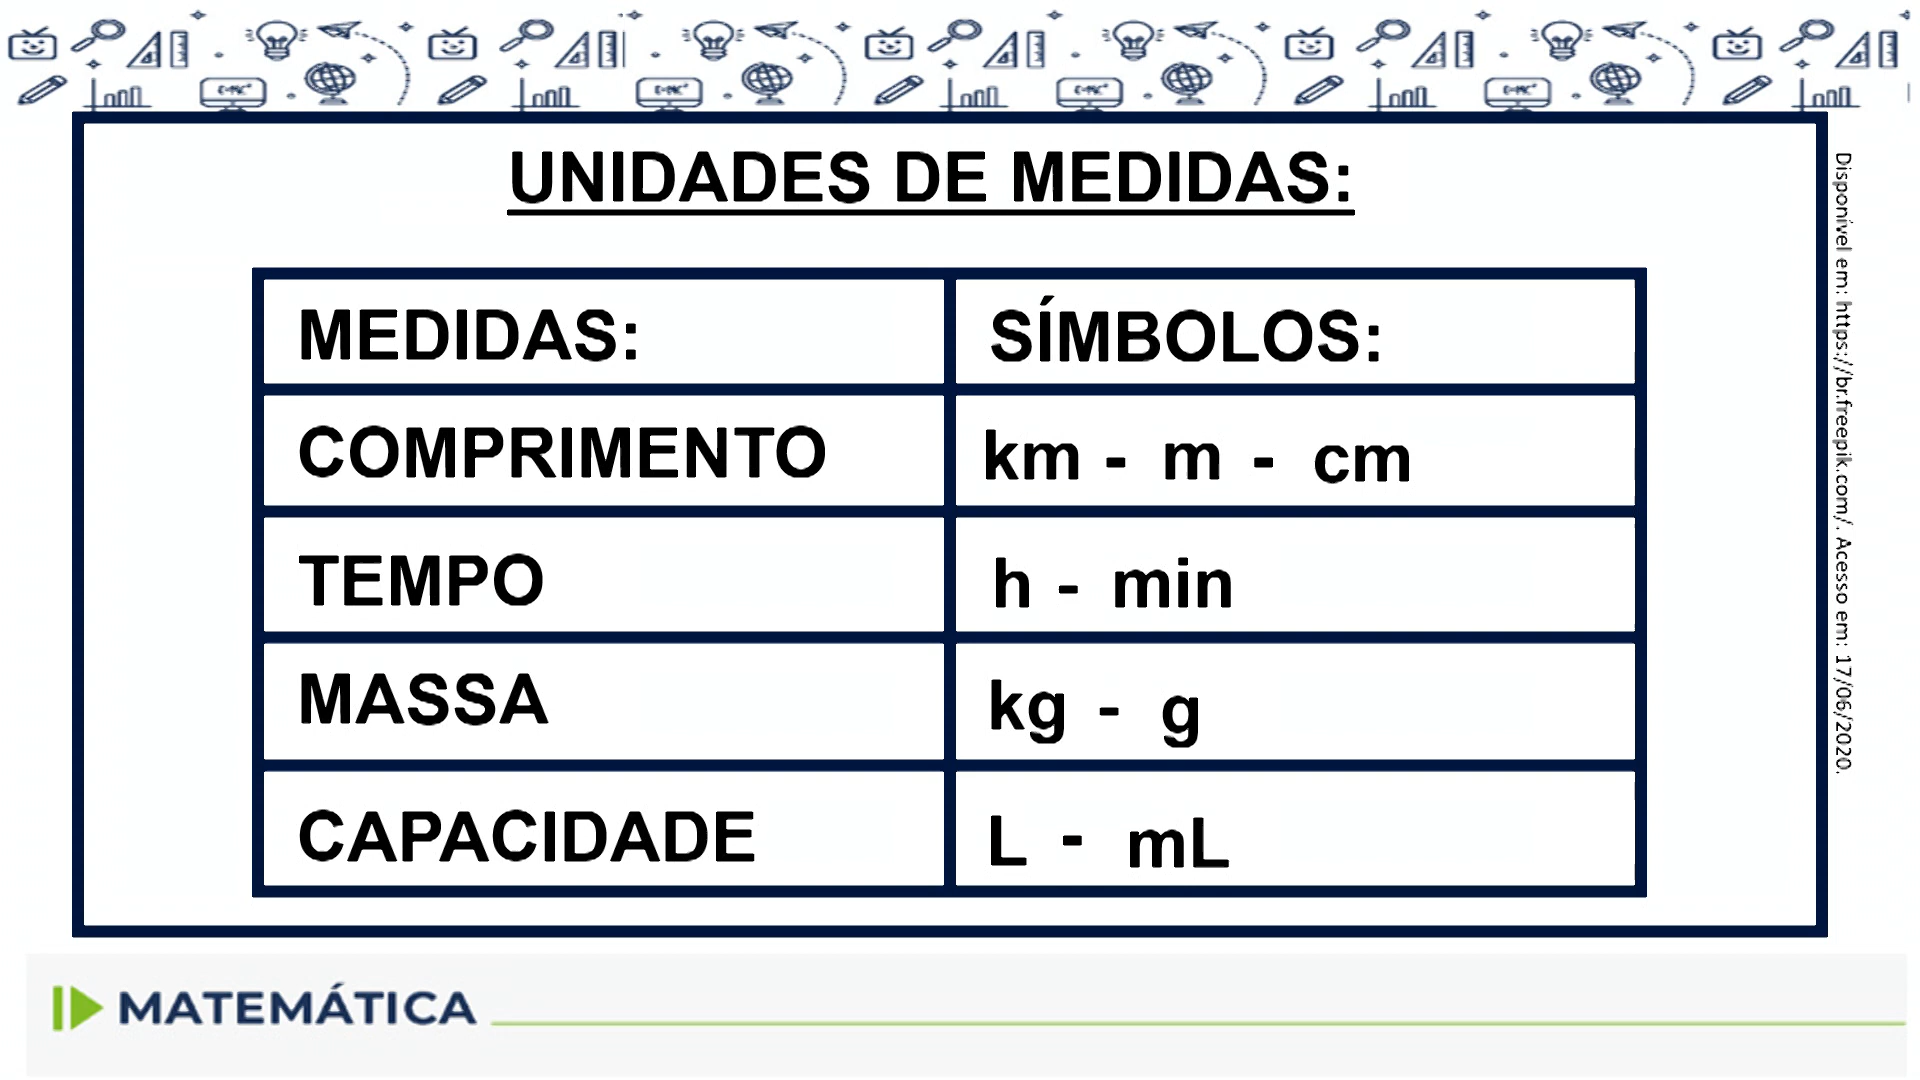 UNIDADES DE MEDIDAS:
MEDIDAS: SÍMBOLOS:
COMPRIMENTO km - m - cm
TEMPO h - min
MASSA kg - g
CAPACIDADE L - mL
Disponível em: https://br.freepik.com/. Acesso em: 17/06/2020.
MATEMÁTICA